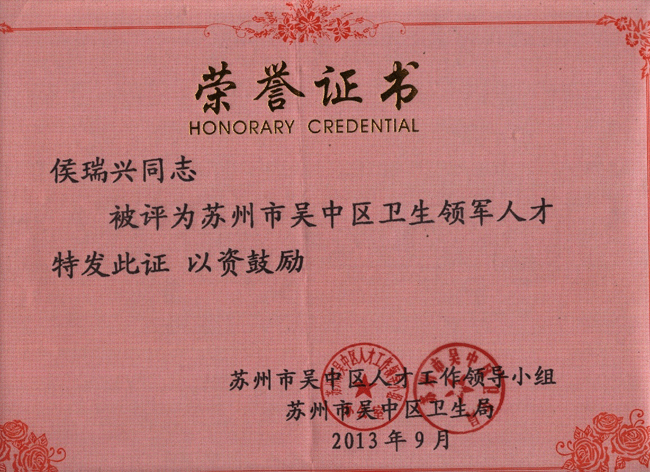 荣誉证书
HONORARY CREDENTIAL
侯瑞兴同志
被评为苏州市吴中区卫生领军人才
特发此证 以资鼓励
苏州市吴中区人才工作领导小组
苏州市吴中区卫生局
2013年9月